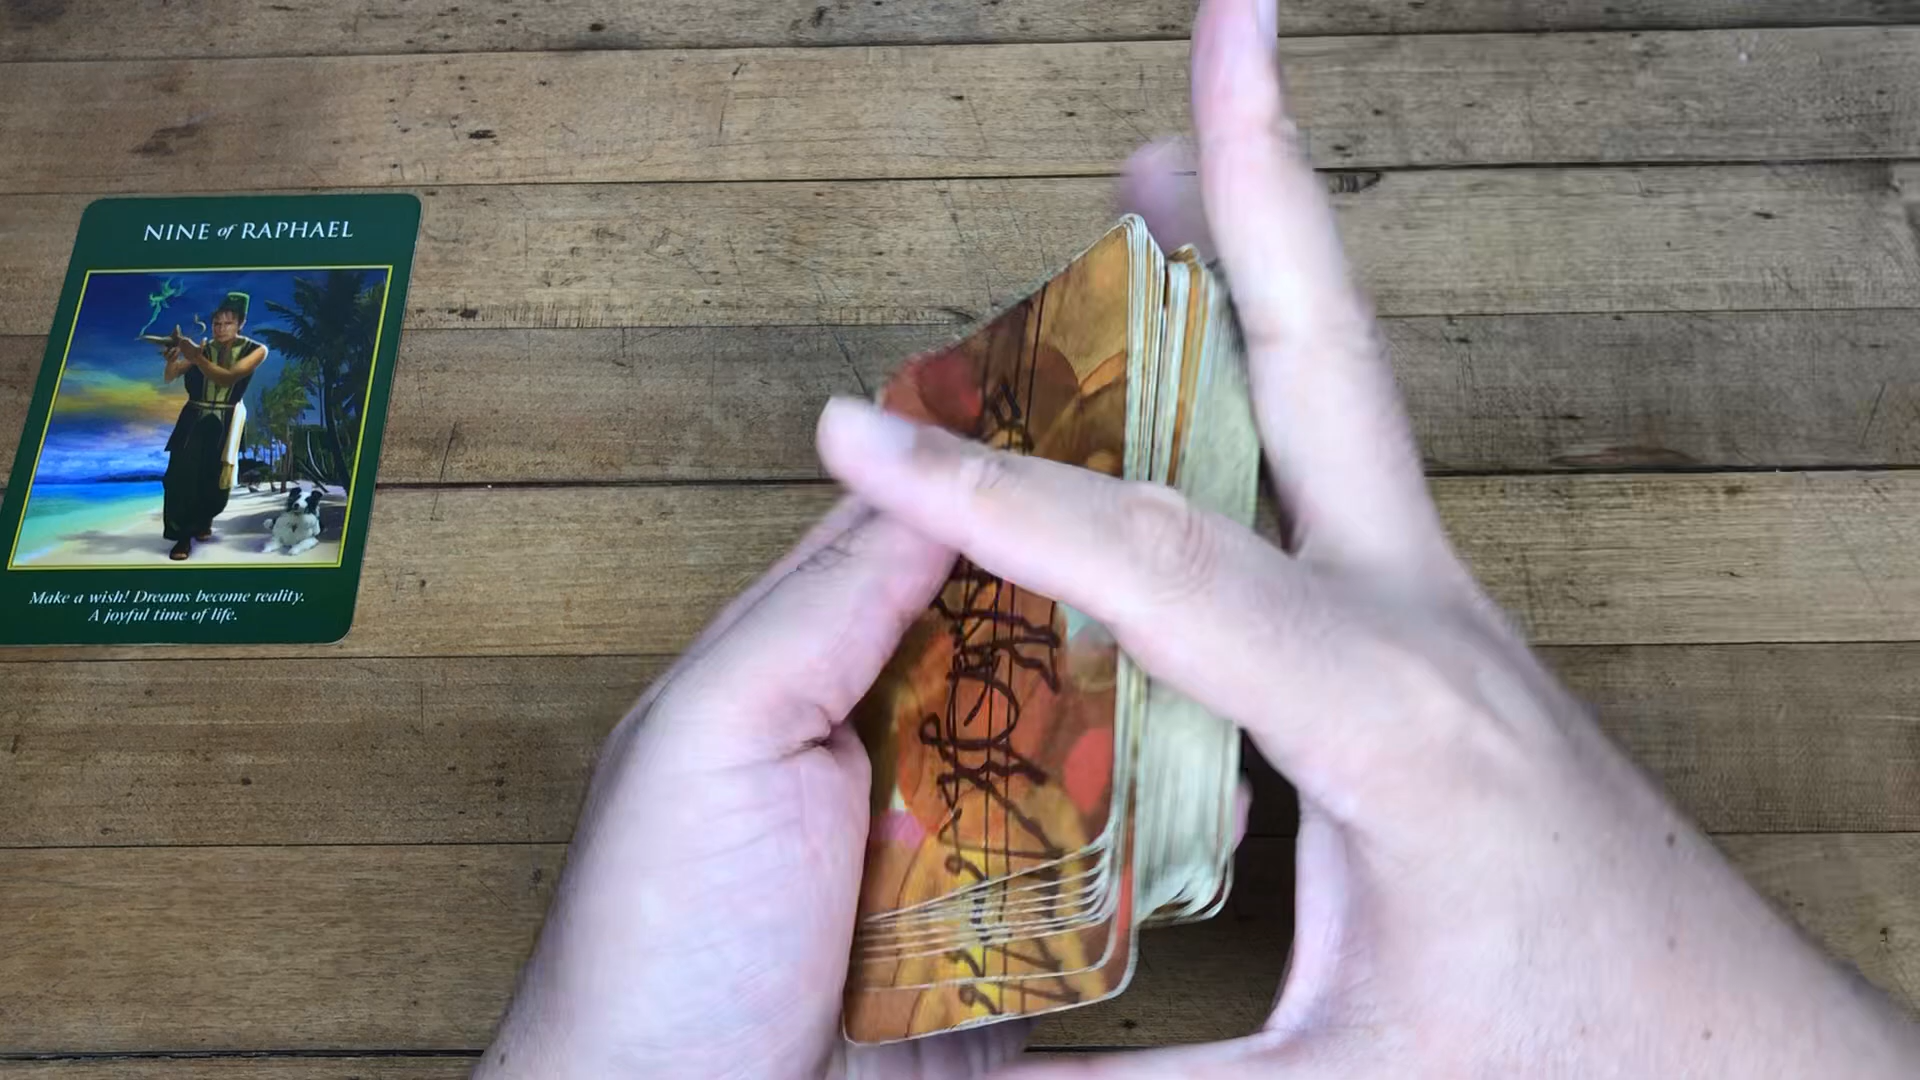 NINE of RAPHAEL
Make a wish! Dreams become reality.
A joyful time of life.